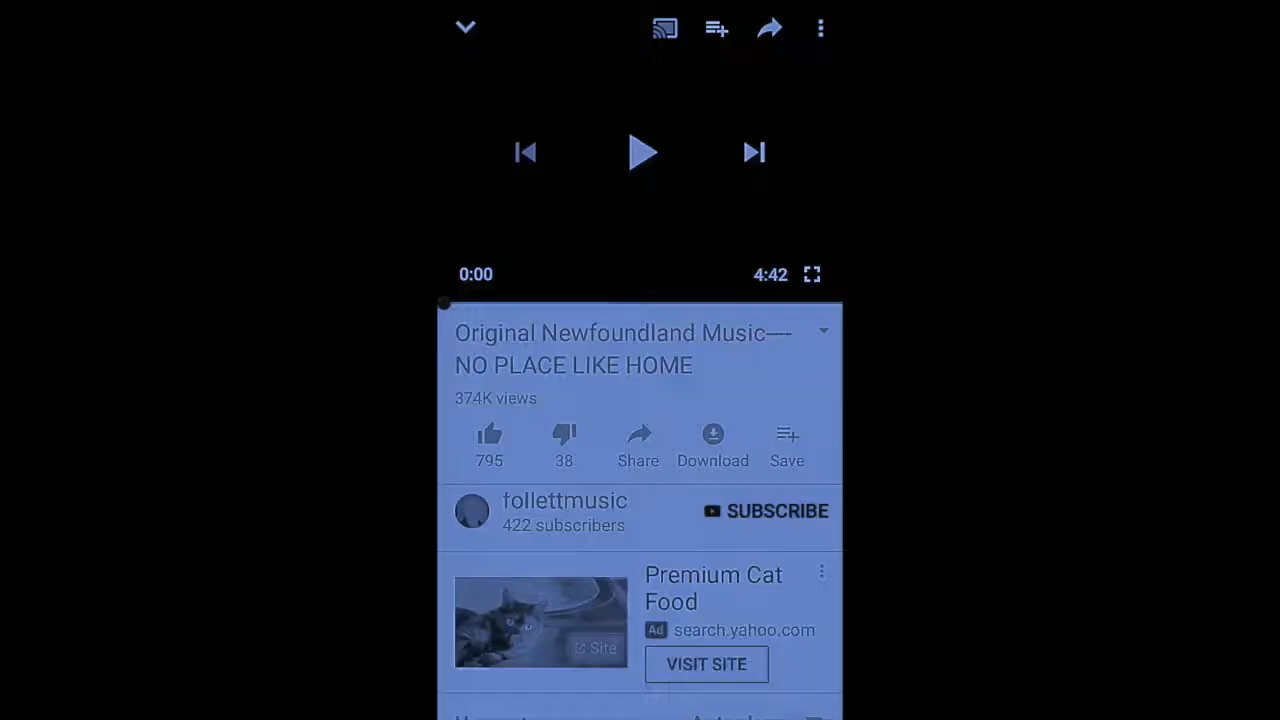 0:00
4:42
Original Newfoundland Music—-
NO PLACE LIKE HOME
374K views
795
38
Share
Download
Save
follettmusic
422 subscribers
SUBSCRIBE
Premium Cat
Food
Ad search.yahoo.com
Site
VISIT SITE